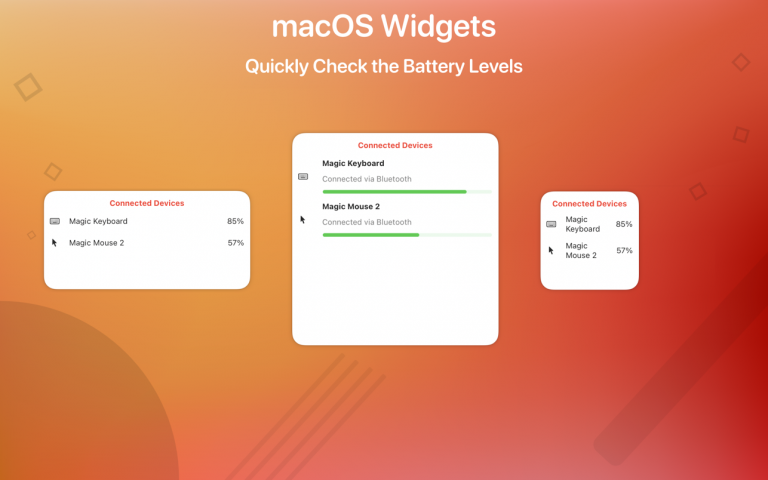 macOS Widgets
Quickly Check the Battery Levels
Connected Devices
Magic Keyboard 85%
Magic Mouse 2 57%
Connected Devices
Magic Keyboard
Connected via Bluetooth
Magic Mouse 2
Connected via Bluetooth
Connected Devices
Magic
Keyboard 85%
Magic
Mouse 2 57%